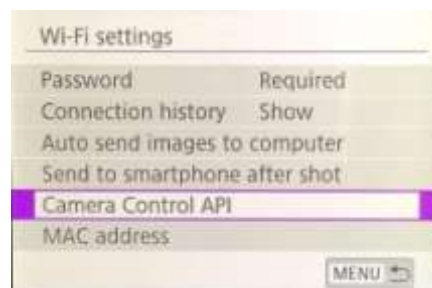 Wi-Fi settings
Password Required
Connection history Show
Auto send images to computer
Send to smartphone after shot
Camera Control API
MAC address
MENU